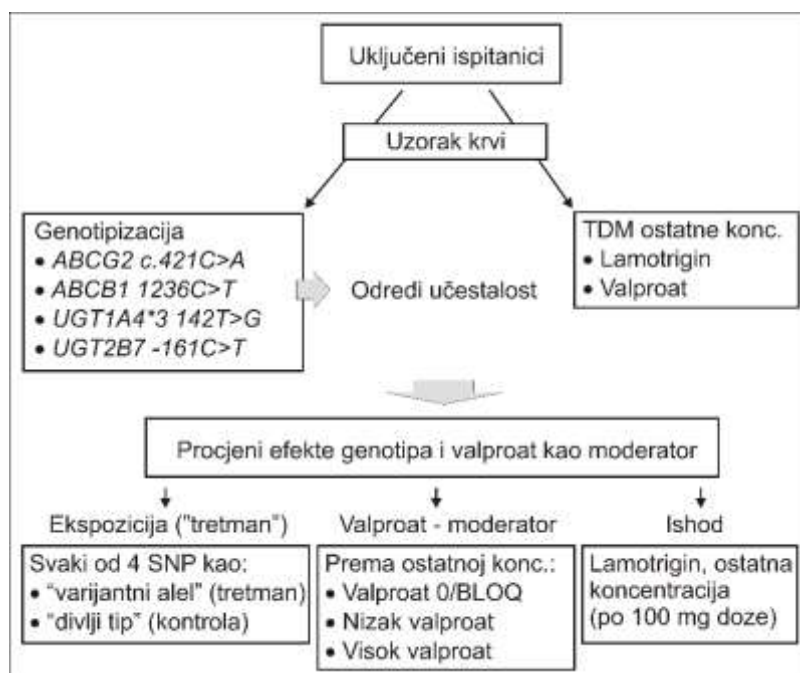 Uključeni ispitanici
Uzorak krvi
Genotipizacija
• ABCG2 c.421C>A
• ABCB1 1236C>T
• UGT1A4*3 142T>G
• UGT2B7 -161C>T
Odredi učestalost
TDM ostatne konc.
• Lamotrigin
• Valproat
Procjeni efekte genotipa i valproat kao moderator
Ekspozicija ("tretman")
Svaki od 4 SNP kao:
• "varijantni alel" (tretman)
• "divlji tip" (kontrola)
Valproat - moderator
Prema ostatnoj konc.:
• Valproat 0/BLOQ
• Nizak valproat
• Visok valproat
Ishod
Lamotrigin, ostatna
koncentracija
(po 100 mg doze)